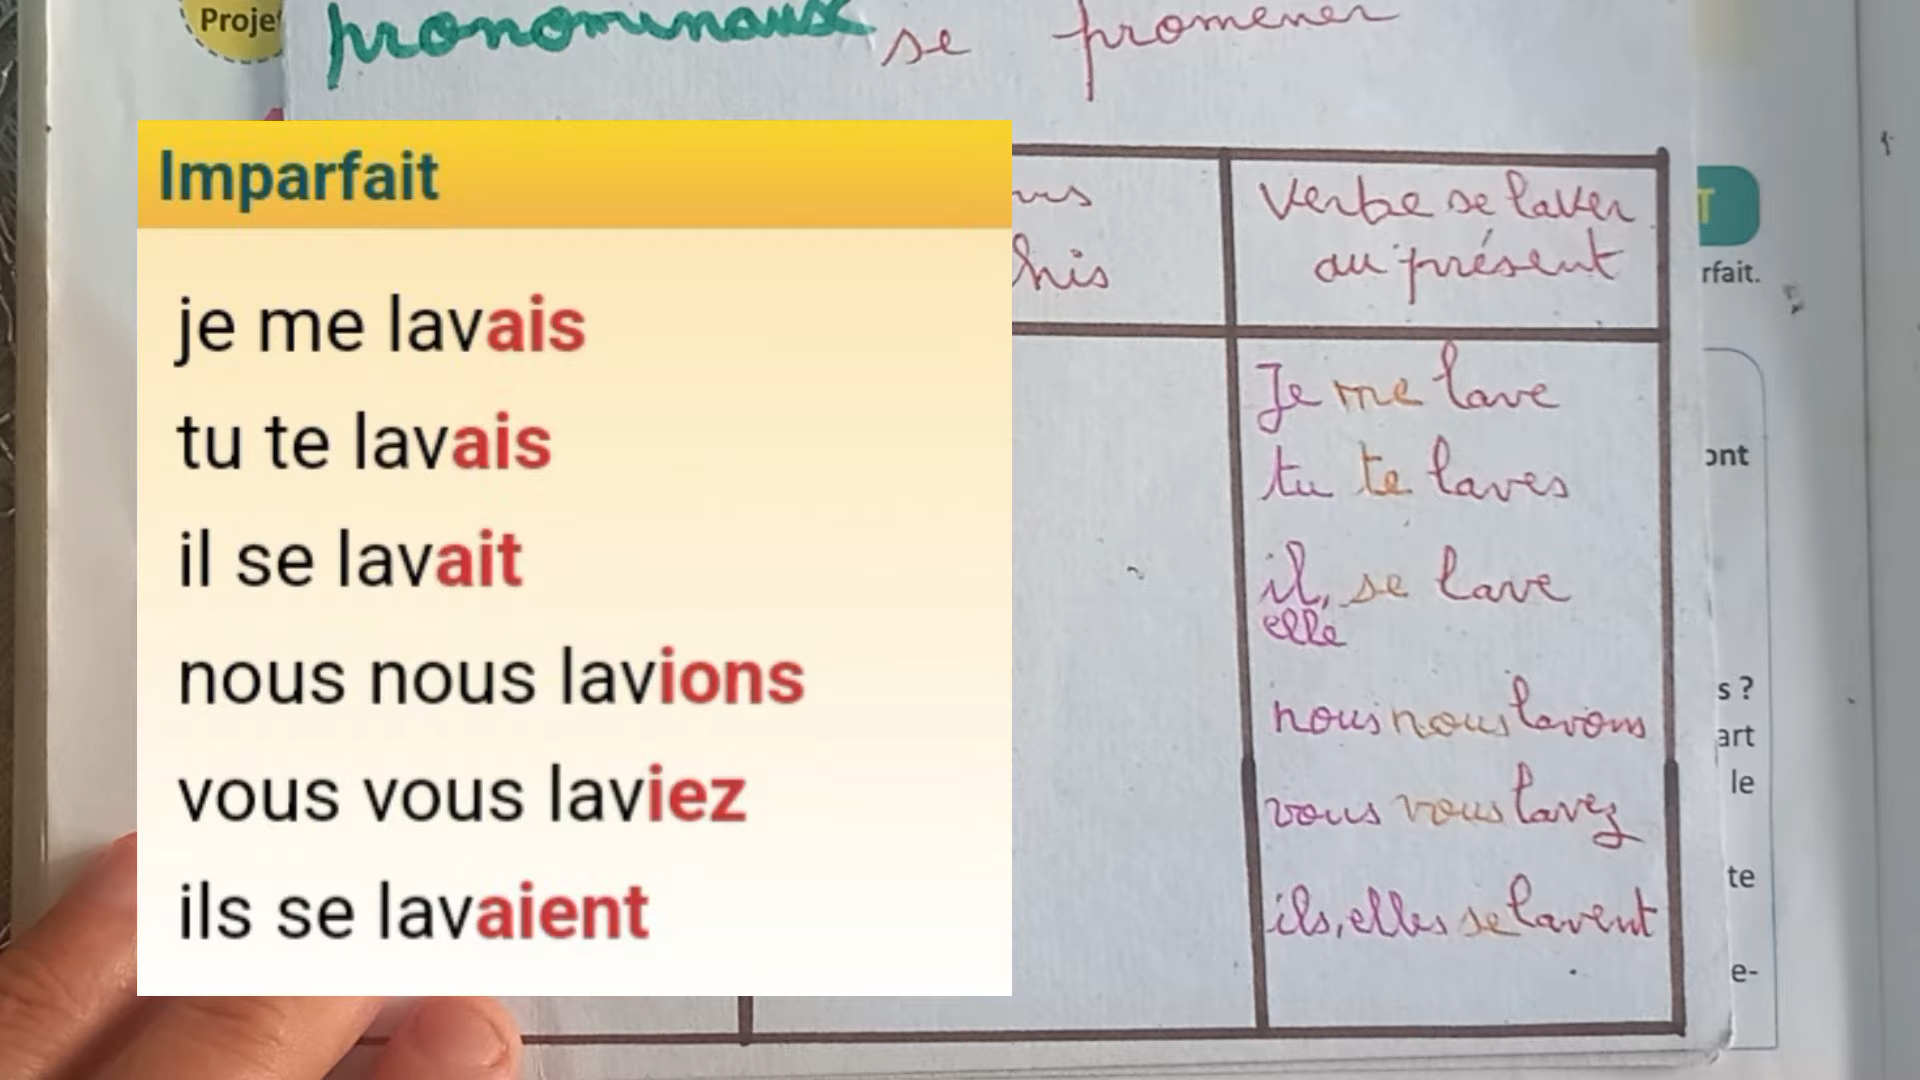 Proje
pronominaux se promener
Imparfait
je me lavais
tu te lavais
il se lavait
nous nous lavions
vous vous laviez
ils se lavaient
his
Verbe se laver
au présent
Je me lave
tu te laves
il, se lave
elle
nous nous lavons
vous vous lavez
ils, elles se lavent
T
rfait.
ont
s ?
art
le
te
e-